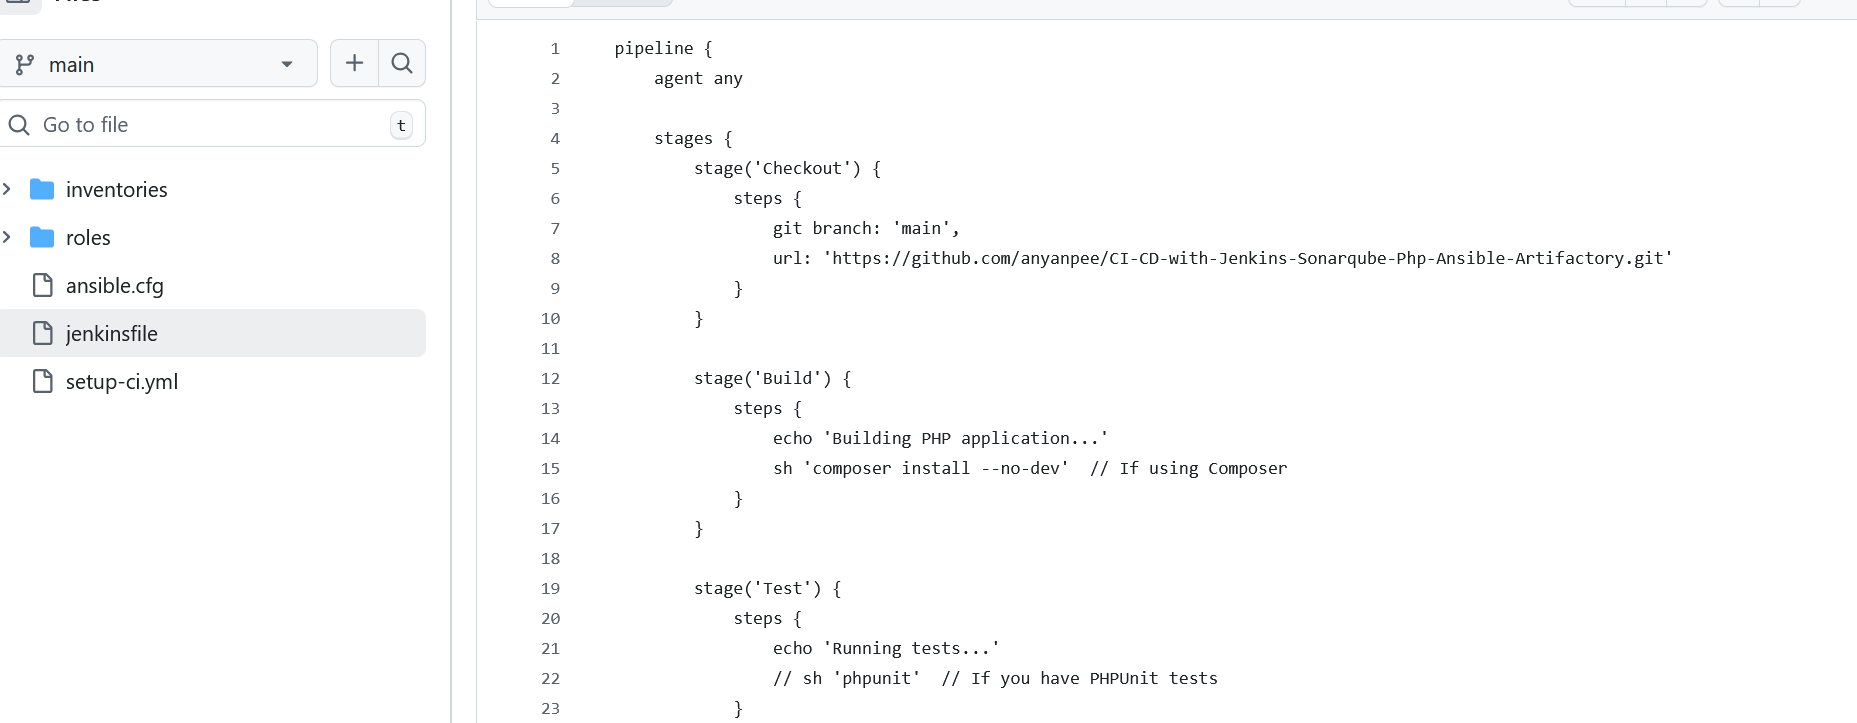 main
Go to file
t
inventories
roles
ansible.cfg
jenkinsfile
setup-ci.yml
1 pipeline {
2 agent any
3
4 stages {
5 stage('Checkout') {
6 steps {
7 git branch: 'main',
8 url: 'https://github.com/anyanpee/CI-CD-with-Jenkins-Sonarqube-Php-Ansible-Artifactory.git'
9 }
10 }
11
12 stage('Build') {
13 steps {
14 echo 'Building PHP application...'
15 sh 'composer install --no-dev'  // If using Composer
16 }
17 }
18
19 stage('Test') {
20 steps {
21 echo 'Running tests...'
22 // sh 'phpunit'  // If you have PHPUnit tests
23 }